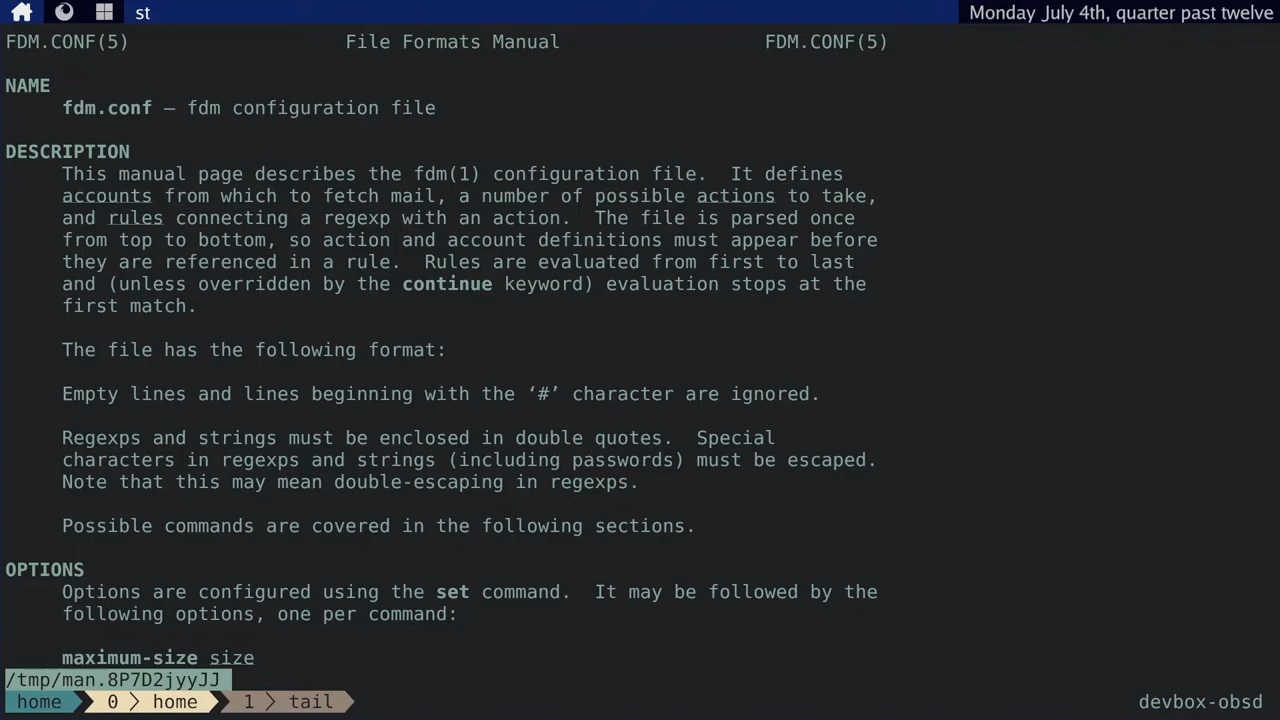 st
Monday July 4th, quarter past twelve
FDM.CONF(5) File Formats Manual FDM.CONF(5)
NAME
fdm.conf – fdm configuration file
DESCRIPTION
This manual page describes the fdm(1) configuration file.  It defines
accounts from which to fetch mail, a number of possible actions to take,
and rules connecting a regexp with an action.  The file is parsed once
from top to bottom, so action and account definitions must appear before
they are referenced in a rule.  Rules are evaluated from first to last
and (unless overridden by the continue keyword) evaluation stops at the
first match.
The file has the following format:
Empty lines and lines beginning with the ‘#’ character are ignored.
Regexps and strings must be enclosed in double quotes.  Special
characters in regexps and strings (including passwords) must be escaped.
Note that this may mean double-escaping in regexps.
Possible commands are covered in the following sections.
OPTIONS
Options are configured using the set command.  It may be followed by the
following options, one per command:
maximum-size size
/tmp/man.8P7D2jyyJJ
home 0 home 1 tail devbox-obsd